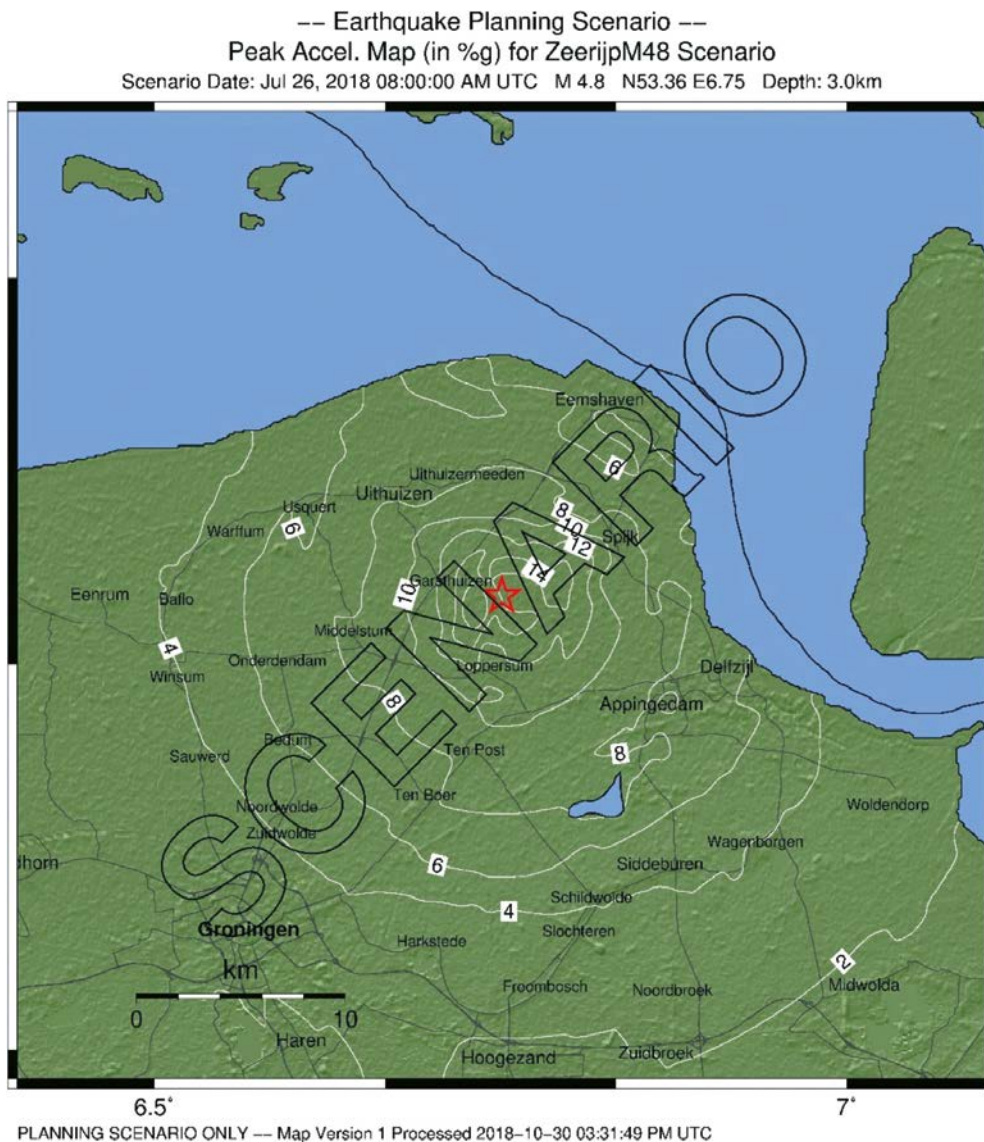 -- Earthquake Planning Scenario --
Peak Accel. Map (in %g) for ZeerijpM48 Scenario
Scenario Date: Jul 26, 2018 08:00:00 AM UTC M 4.8 N53.36 E6.75 Depth: 3.0km
Eemshaven
6
Uithuizermeeden
Uithuizen
Usquert
8
6
Warffum
10
Spijk
12
14
Garsthuizen
10
Eenrum
Baflo
Middelstum
4
Onderdendam
Loppersum
Delfzijl
Winsum
8
Appingedam
Bedum
Ten Post
8
Sauwerd
Ten Boer
Noordwolde
Woldendorp
Zuidwolde
Wagenborgen
dhorn
6
Siddeburen
Schildwolde
4
Groningen
Harkstede
Slochteren
2
km
Froombosch
Noordbroek
Midwolda
0 10
Haren
Hoogezand
Zuidbroek
SCENARIO
6.5° 7°
PLANNING SCENARIO ONLY -- Map Version 1 Processed 2018-10-30 03:31:49 PM UTC